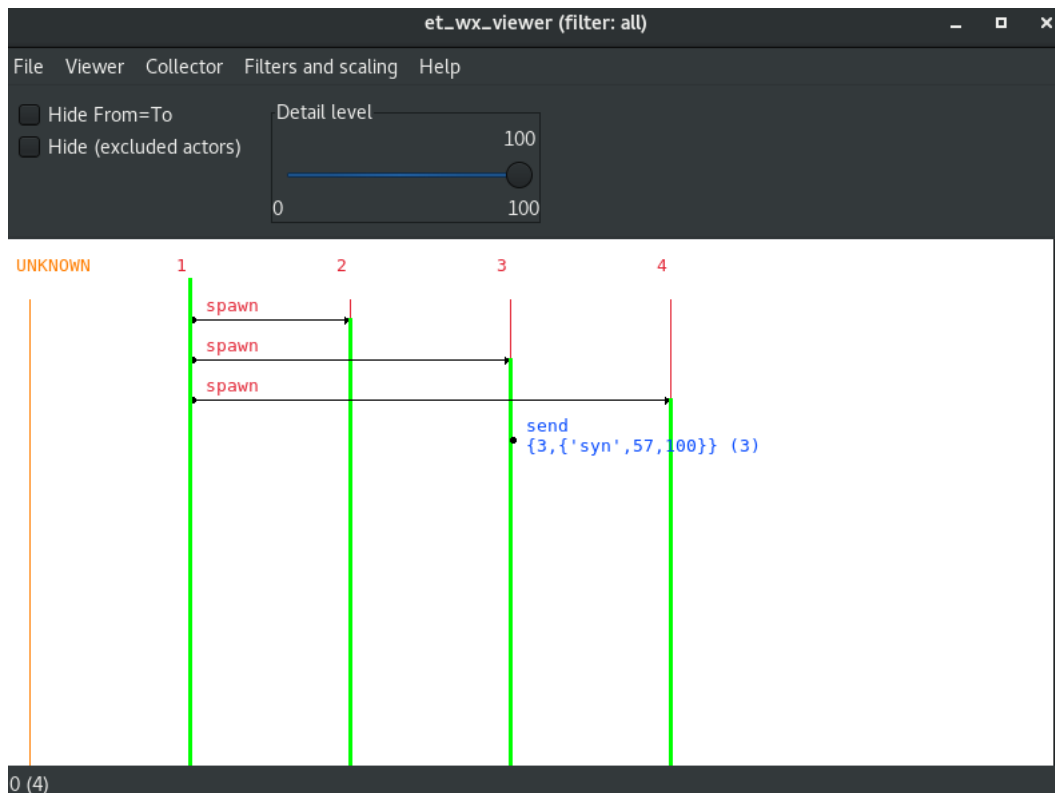 et_wx_viewer (filter: all)
File Viewer Collector Filters and scaling Help
Hide From=To
Hide (excluded actors)
Detail level
100
0 100
UNKNOWN 1 2 3 4
spawn
spawn
spawn
send
{3,{'syn',57,100}} (3)
0 (4)